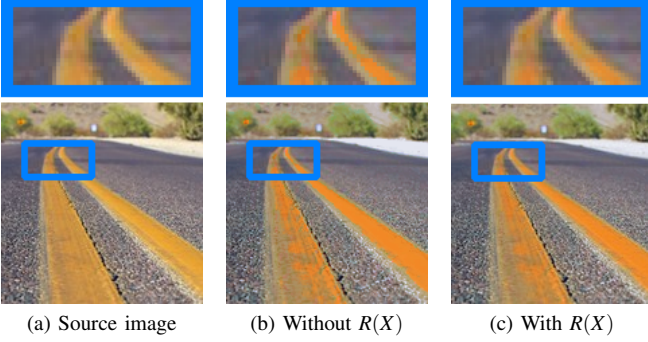 (a) Source image
(b) Without R(X)
(c) With R(X)